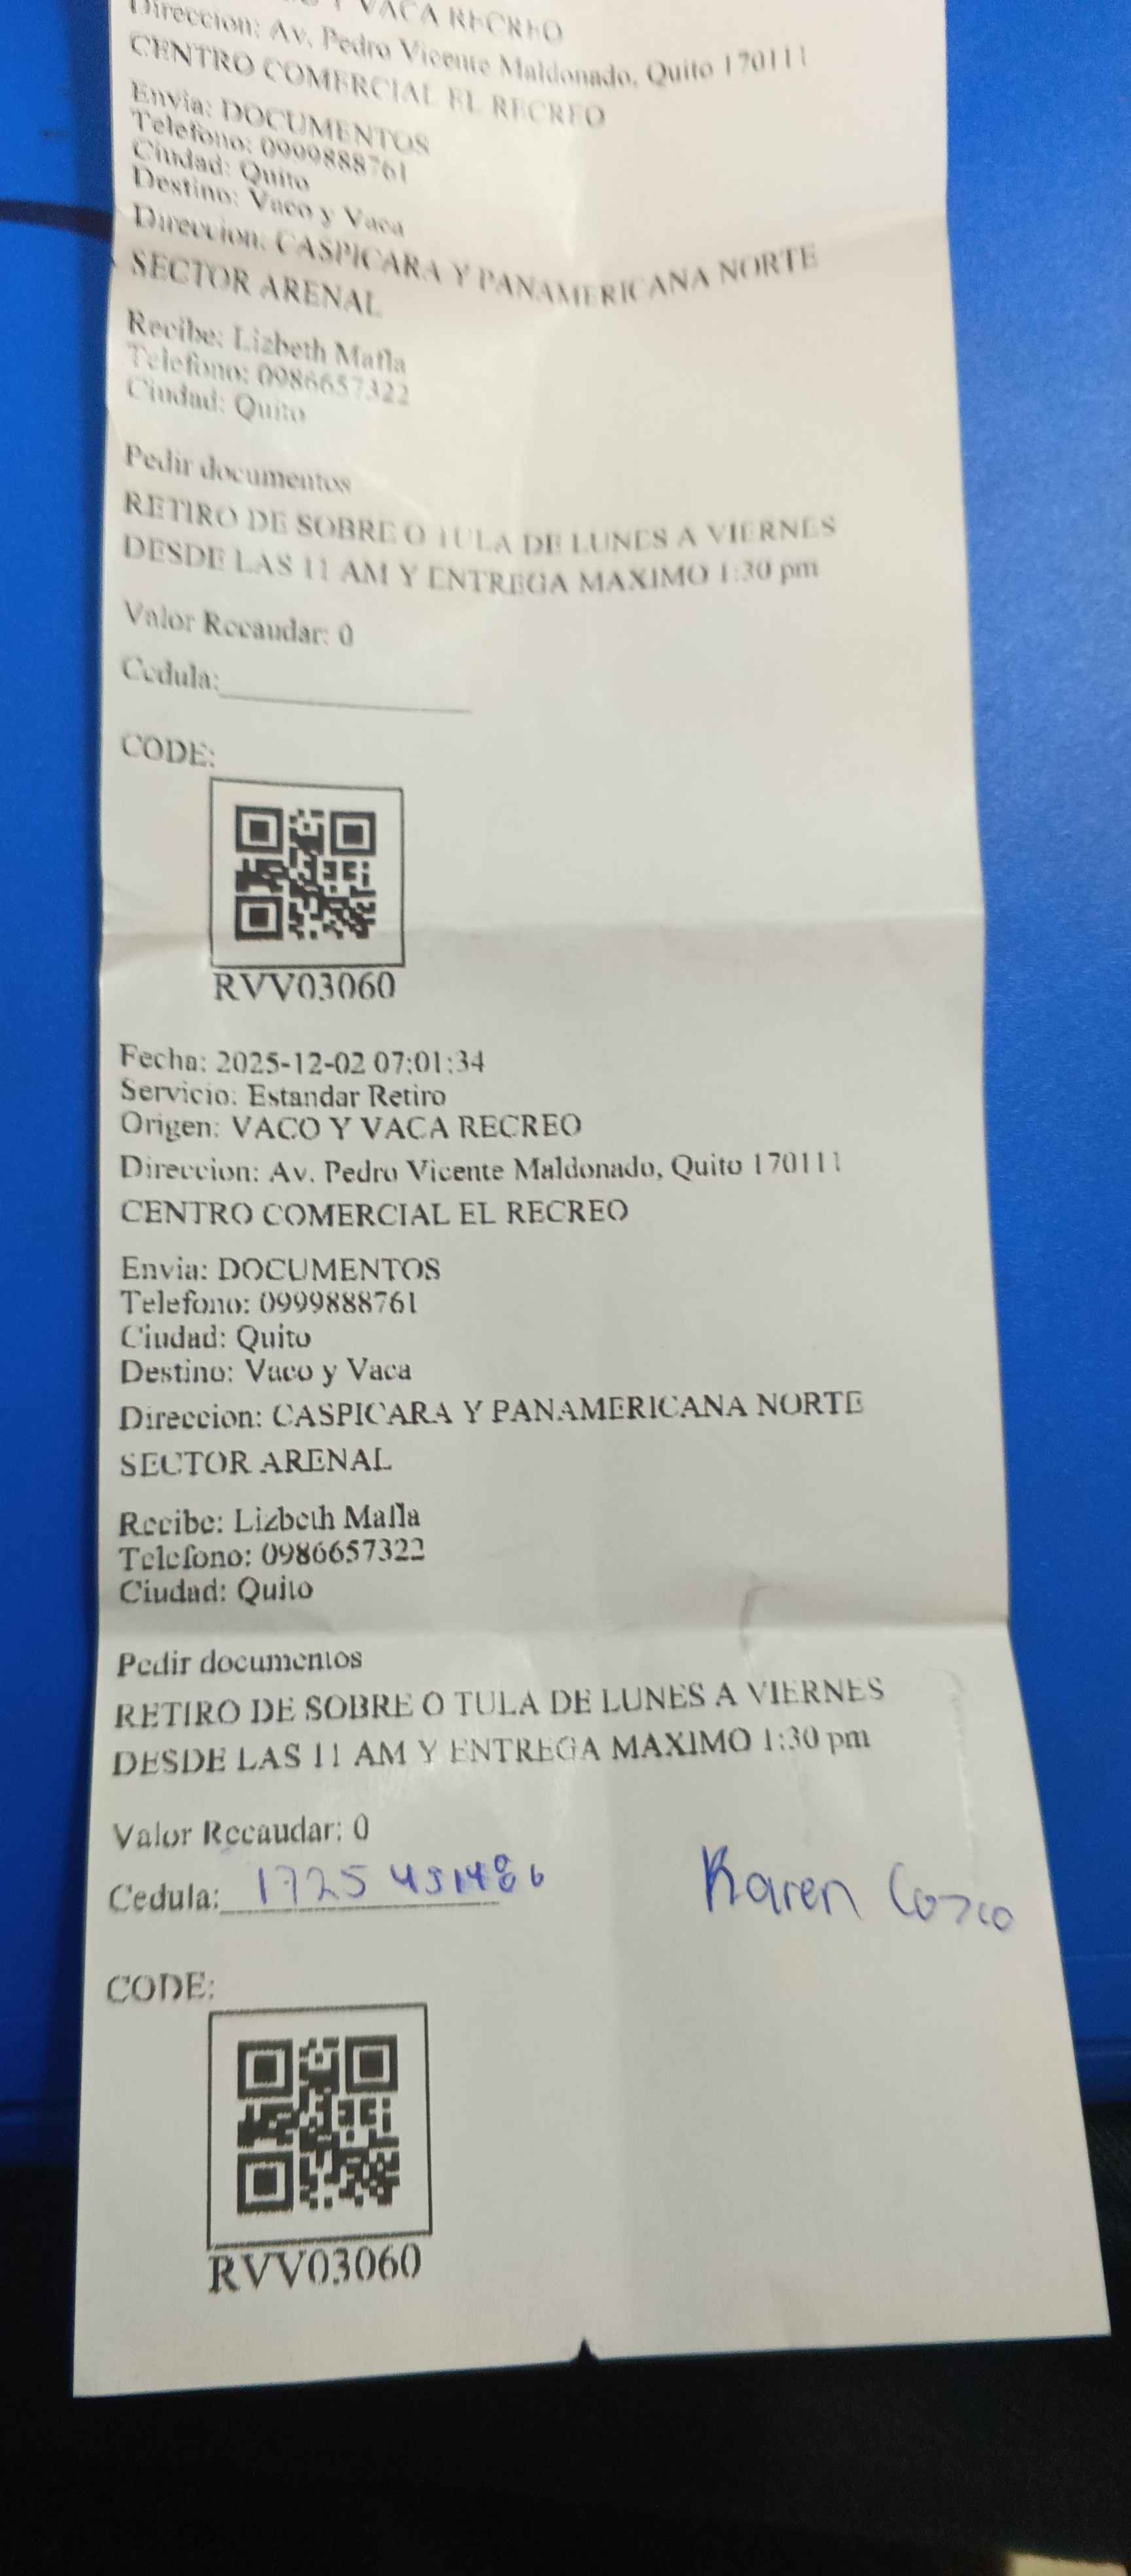 Y VACA RECREO
Direccion: Av. Pedro Vicente Maldonado, Quito 170111
CENTRO COMERCIAL EL RECREO
Envia: DOCUMENTOS
Telefono: 0999888761
Ciudad: Quito
Destino: Vaco y Vaca
Direccion: CASPICARA Y PANAMERICANA NORTE
SECTOR ARENAL
Recibe: Lizbeth Mafla
Telefono: 0986657322
Ciudad: Quito
Pedir documentos
RETIRO DE SOBRE O TULA DE LUNES A VIERNES
DESDE LAS 11 AM Y ENTREGA MAXIMO 1:30 pm
Valor Recaudar: 0
Cedula:
CODE:
RVV03060
Fecha: 2025-12-02 07:01:34
Servicio: Estandar Retiro
Origen: VACO Y VACA RECREO
Direccion: Av. Pedro Vicente Maldonado, Quito 170111
CENTRO COMERCIAL EL RECREO
Envia: DOCUMENTOS
Telefono: 0999888761
Ciudad: Quito
Destino: Vaco y Vaca
Direccion: CASPICARA Y PANAMERICANA NORTE
SECTOR ARENAL
Recibe: Lizbeth Mafla
Telefono: 0986657322
Ciudad: Quito
Pedir documentos
RETIRO DE SOBRE O TULA DE LUNES A VIERNES
DESDE LAS 11 AM Y ENTREGA MAXIMO 1:30 pm
Valor Recaudar: 0
Cedula: Karen
CODE:
RVV03060